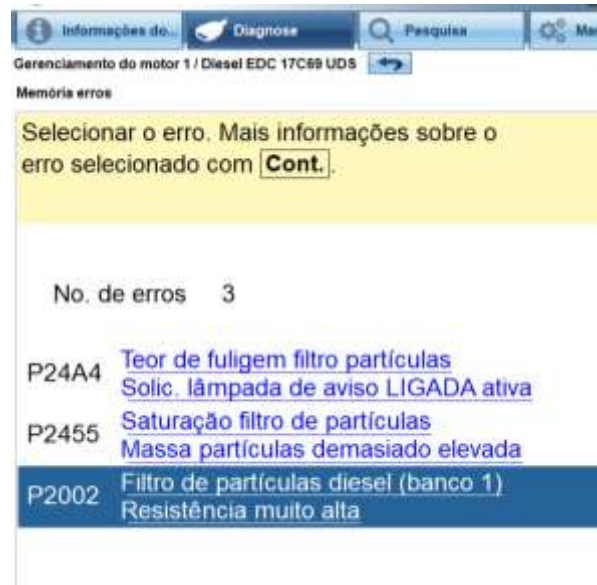 Informações do...
Diagnose
Pesquisa
Gerenciamento do motor 1 / Diesel EDC 17C69 UDS
Memória erros
Selecionar o erro. Mais informações sobre o
erro selecionado com Cont..
No. de erros 3
P24A4 Teor de fuligem filtro partículas
Solic. lâmpada de aviso LIGADA ativa
P2455 Saturação filtro de partículas
Massa partículas demasiado elevada
P2002 Filtro de partículas diesel (banco 1)
Resistência muito alta